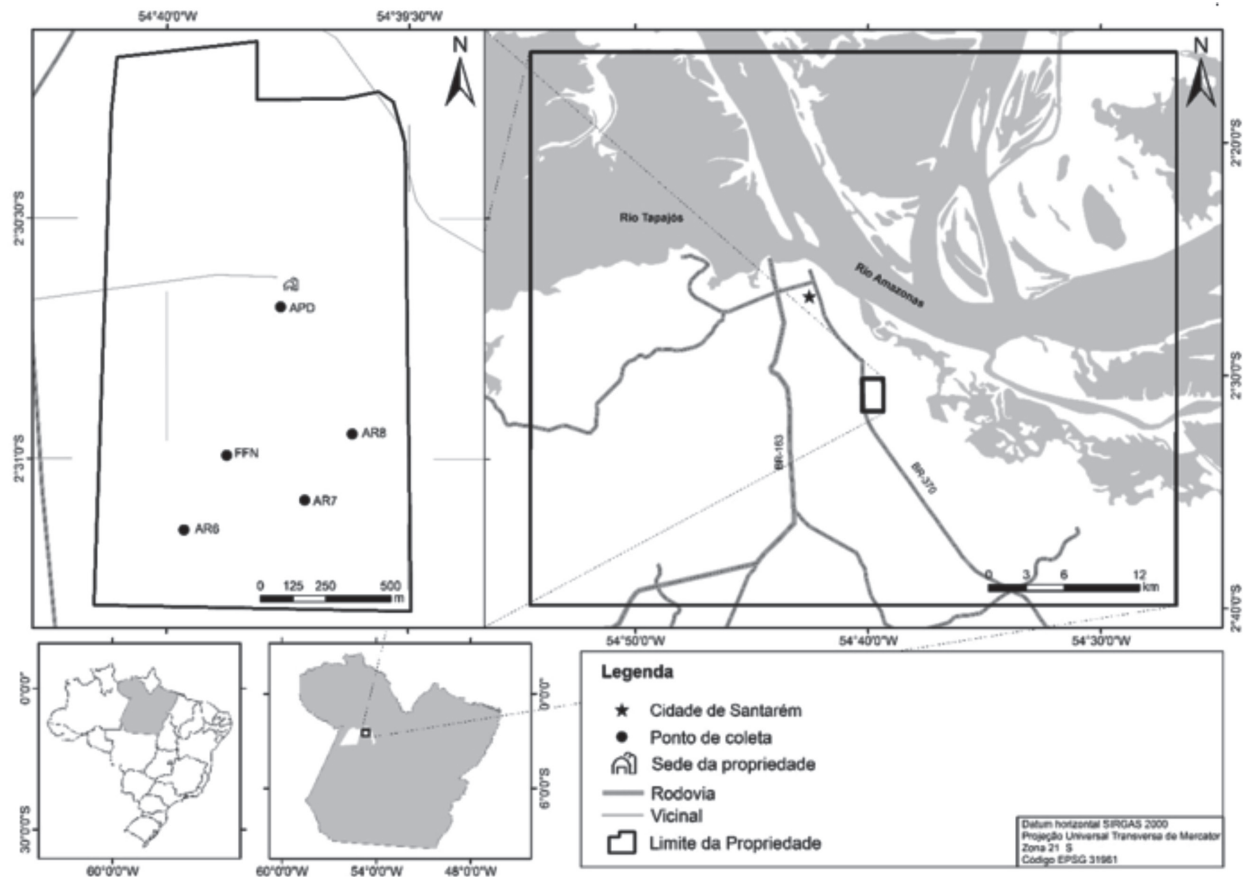 54°40'0"W
54°39'30"W
N
N
2°30'30"S
2°31'0"S
APD
AR8
FFN
AR7
AR6
0 125 250 500
m
Rio Tapajós
Rio Amazonas
BR-163
BR-370
0 3 6 12
km
2°20'0"S
2°30'0"S
2°40'0"S
54°50'0"W
54°40'0"W
54°30'0"W
0°0'0"
30°0'0"S
60°0'0"W
0°0'0"
6°0'0"S
60°0'0"W
54°0'0"W
48°0'0"W
Legenda
Cidade de Santarém
Ponto de coleta
Sede da propriedade
Rodovia
Vicinal
Limite da Propriedade
Datum horizontal SIRGAS 2000
Projeção Universal Transversa de Mercator
Zona 21 S
Código EPSG 31981